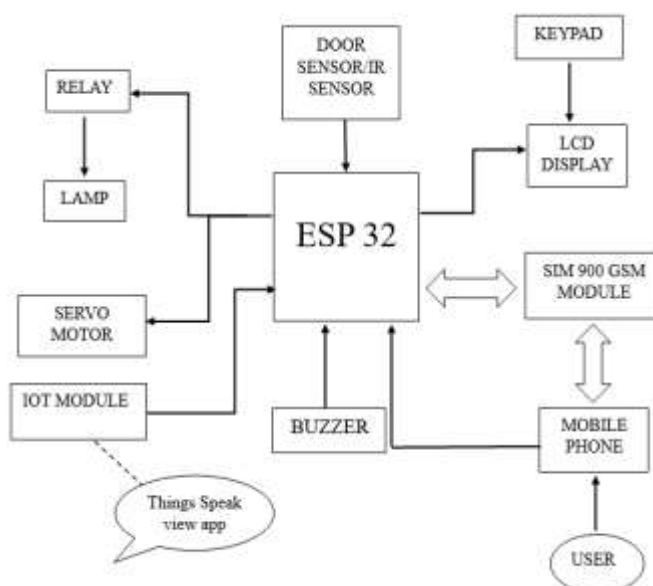 DOOR
SENSOR/IR
SENSOR
KEYPAD
RELAY
LCD
DISPLAY
LAMP
ESP 32
SIM 900 GSM
MODULE
SERVO
MOTOR
IOT MODULE
BUZZER
MOBILE
PHONE
Things Speak
view app
USER